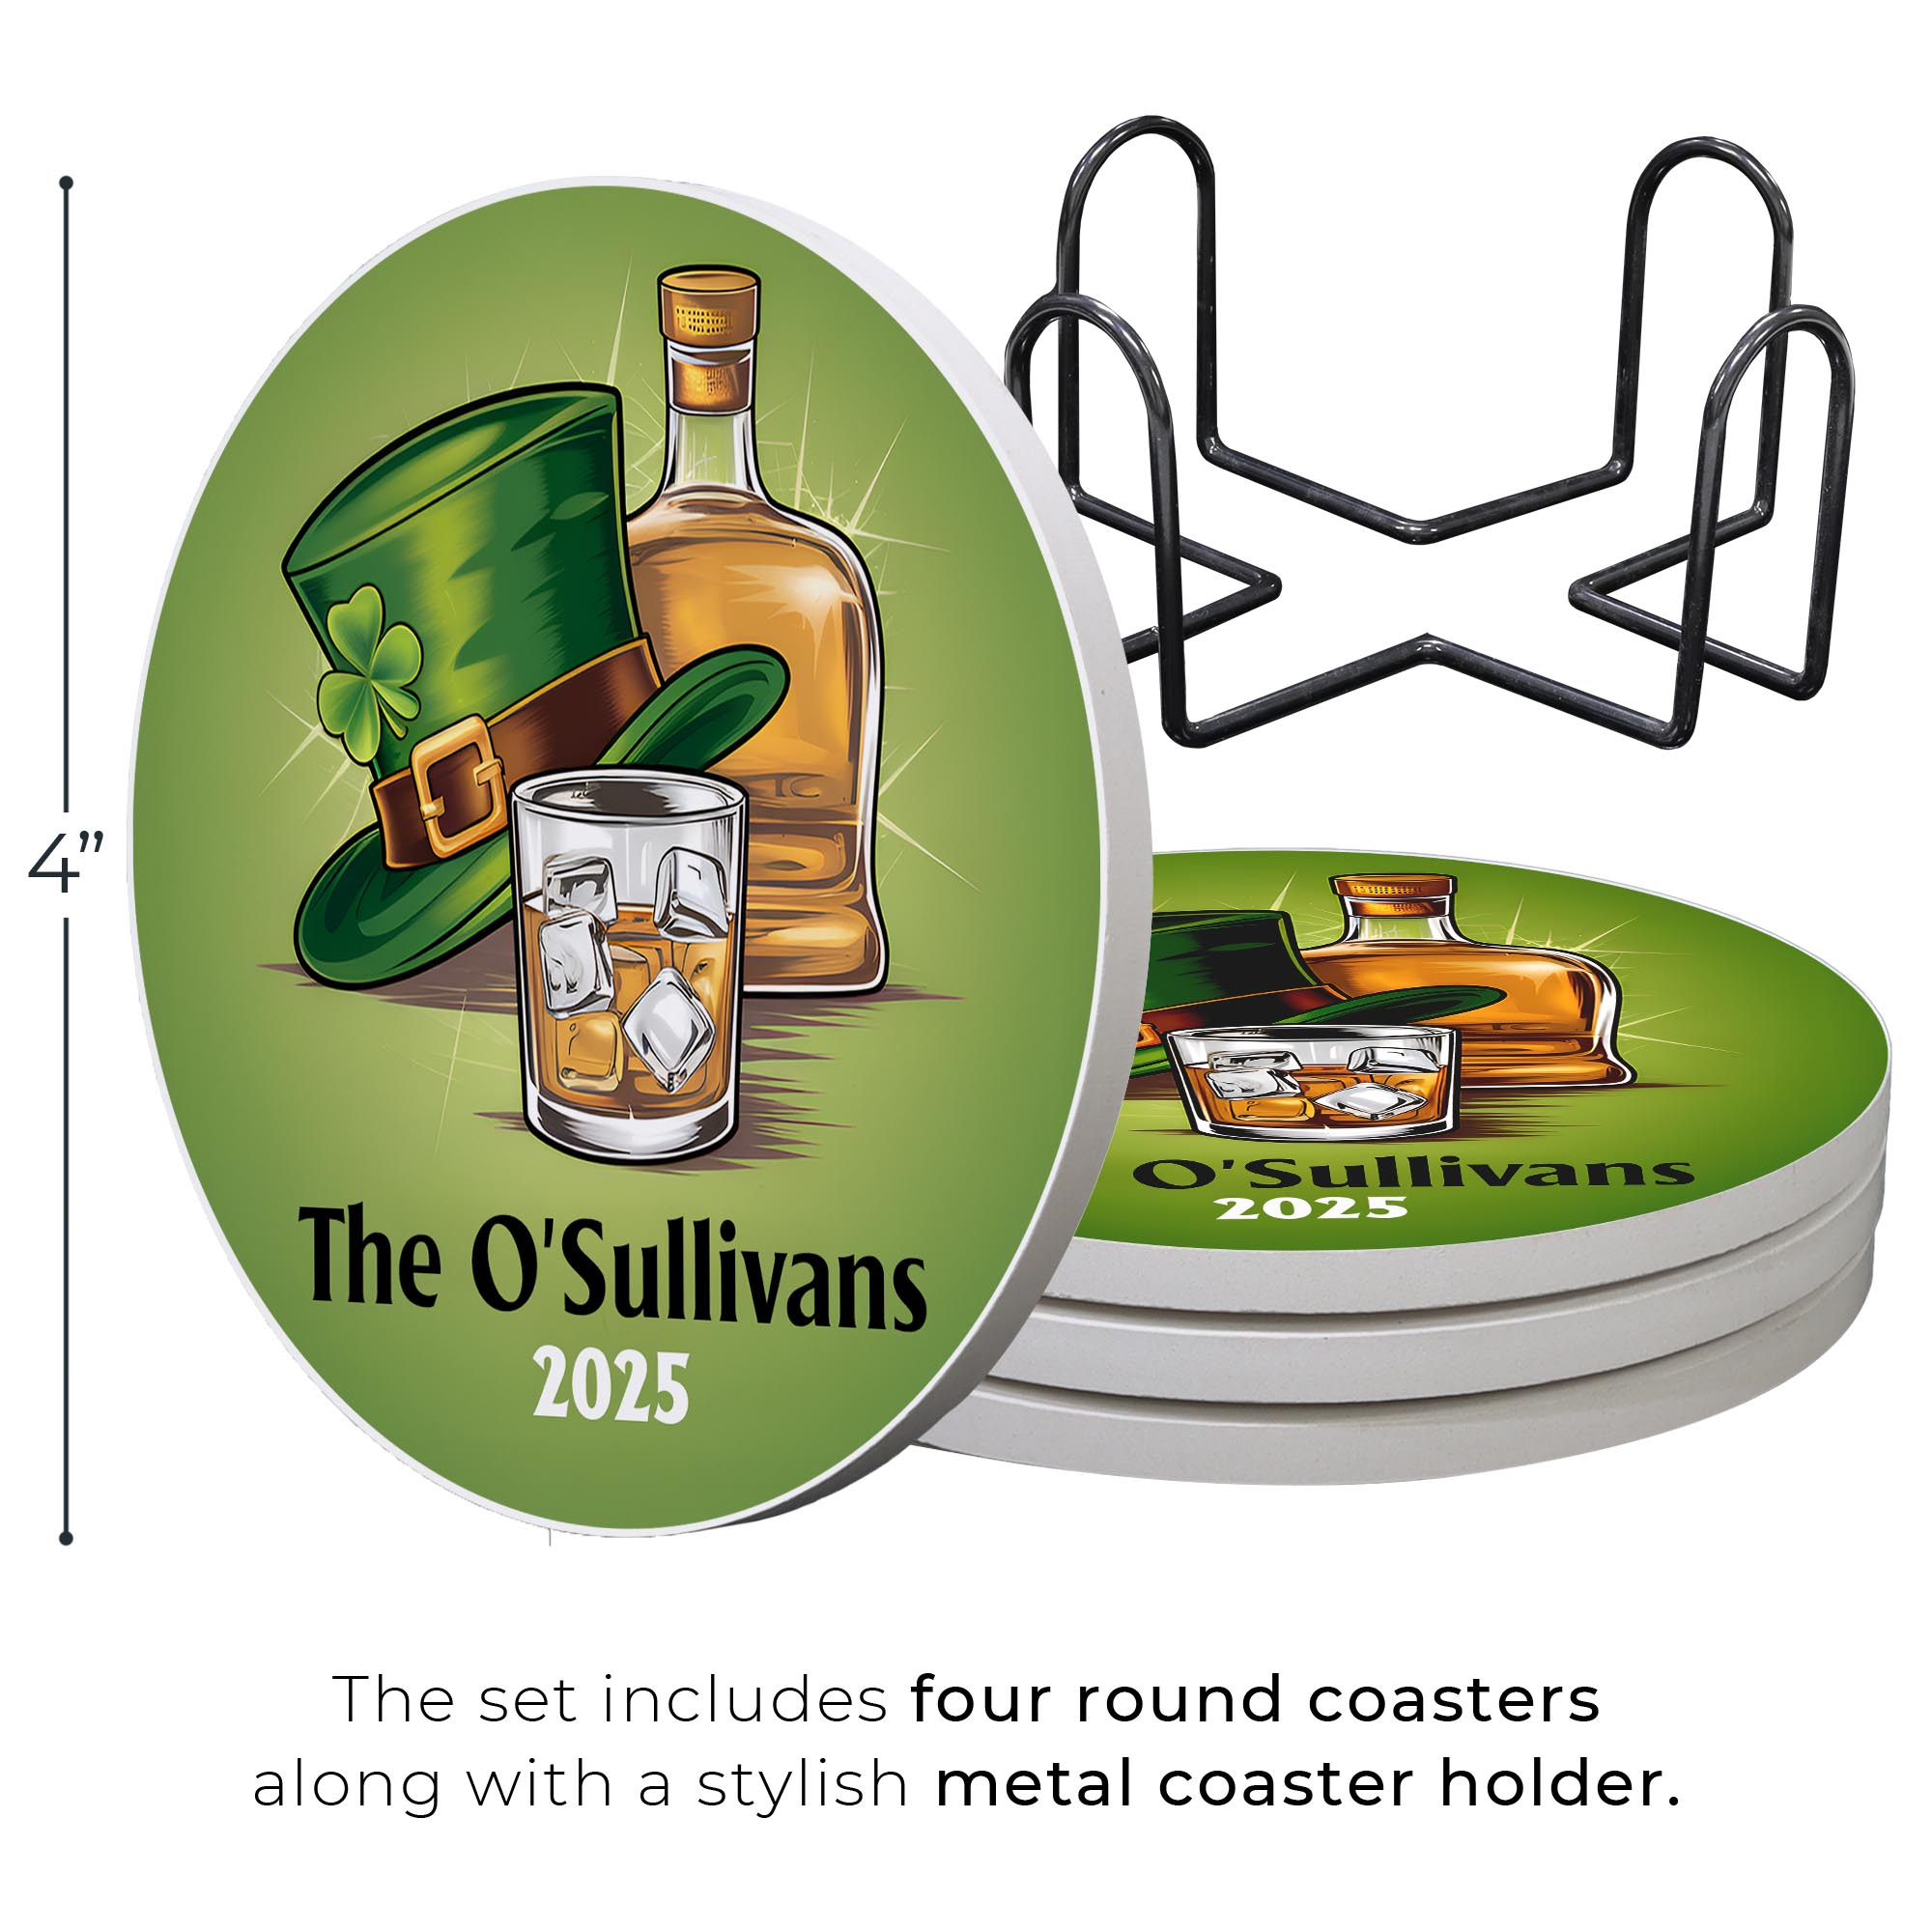 4”
The O'Sullivans
2025
O'Sullivans
2025
The set includes four round coasters
along with a stylish metal coaster holder.